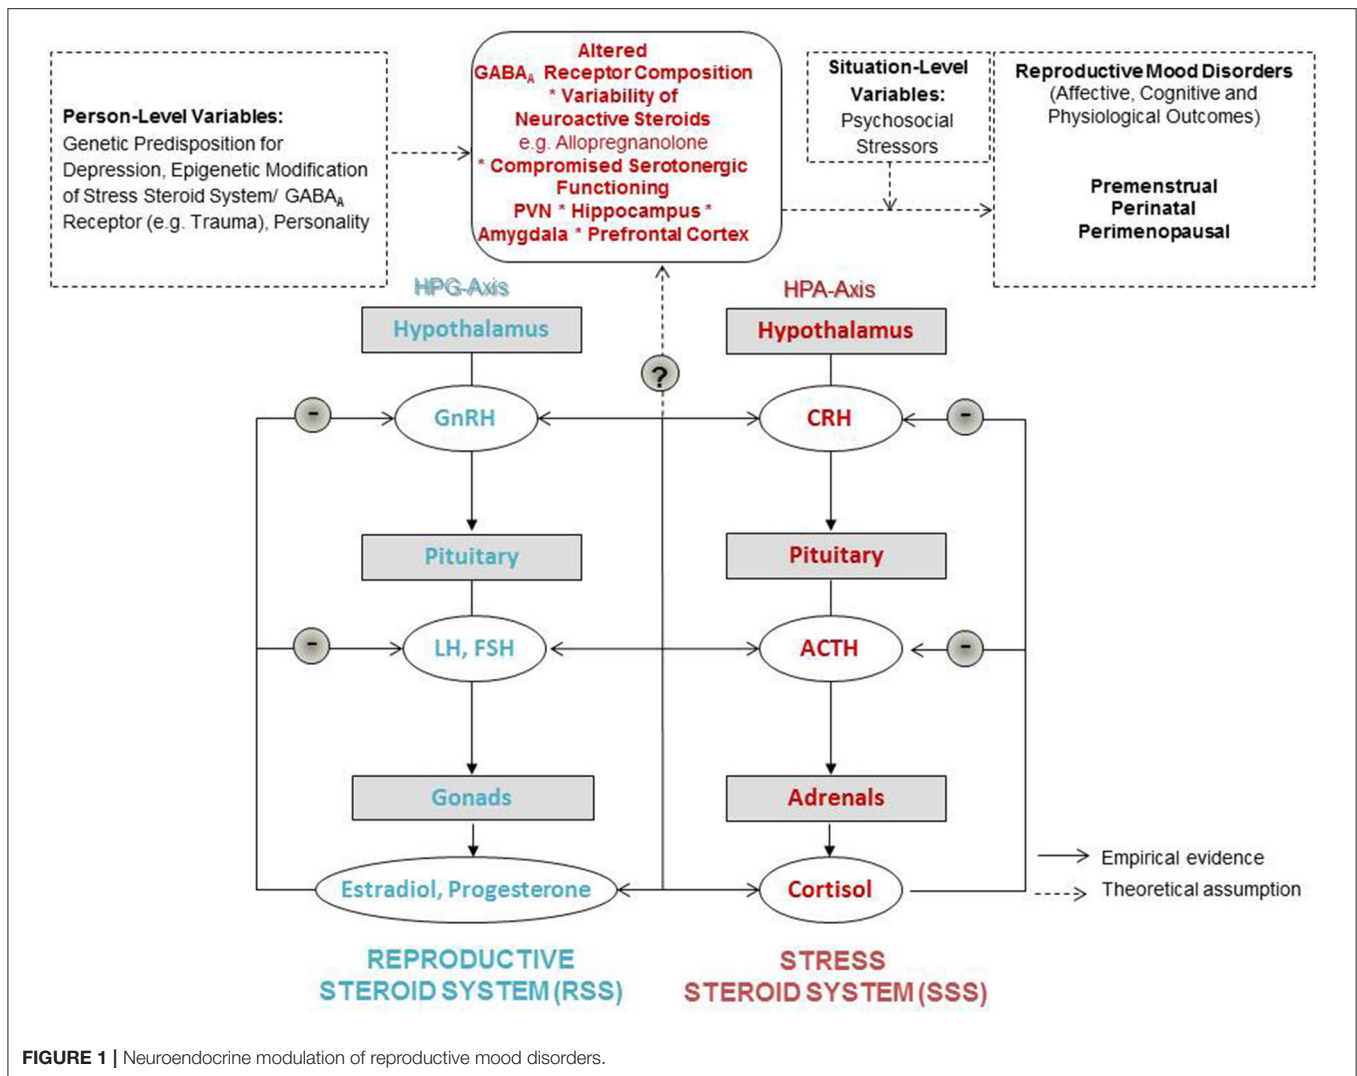 Altered
GABAA Receptor Composition
* Variability of
Neuroactive Steroids
e.g. Allopregnanolone
* Compromised Serotonergic
Functioning
PVN * Hippocampus *
Amygdala * Prefrontal Cortex
Person-Level Variables:
Genetic Predisposition for
Depression, Epigenetic Modification
of Stress Steroid System/ GABAA
Receptor (e.g. Trauma), Personality
Situation-Level
Variables:
Psychosocial
Stressors
Reproductive Mood Disorders
(Affective, Cognitive and
Physiological Outcomes)
Premenstrual
Perinatal
Perimenopausal
HPG-Axis
HPA-Axis
Hypothalamus
Hypothalamus
?
-
GnRH
CRH
-
Pituitary
Pituitary
-
LH, FSH
ACTH
-
Gonads
Adrenals
Estradiol, Progesterone
Cortisol
Empirical evidence
Theoretical assumption
REPRODUCTIVE
STEROID SYSTEM (RSS)
STRESS
STEROID SYSTEM (SSS)
FIGURE 1 | Neuroendocrine modulation of reproductive mood disorders.